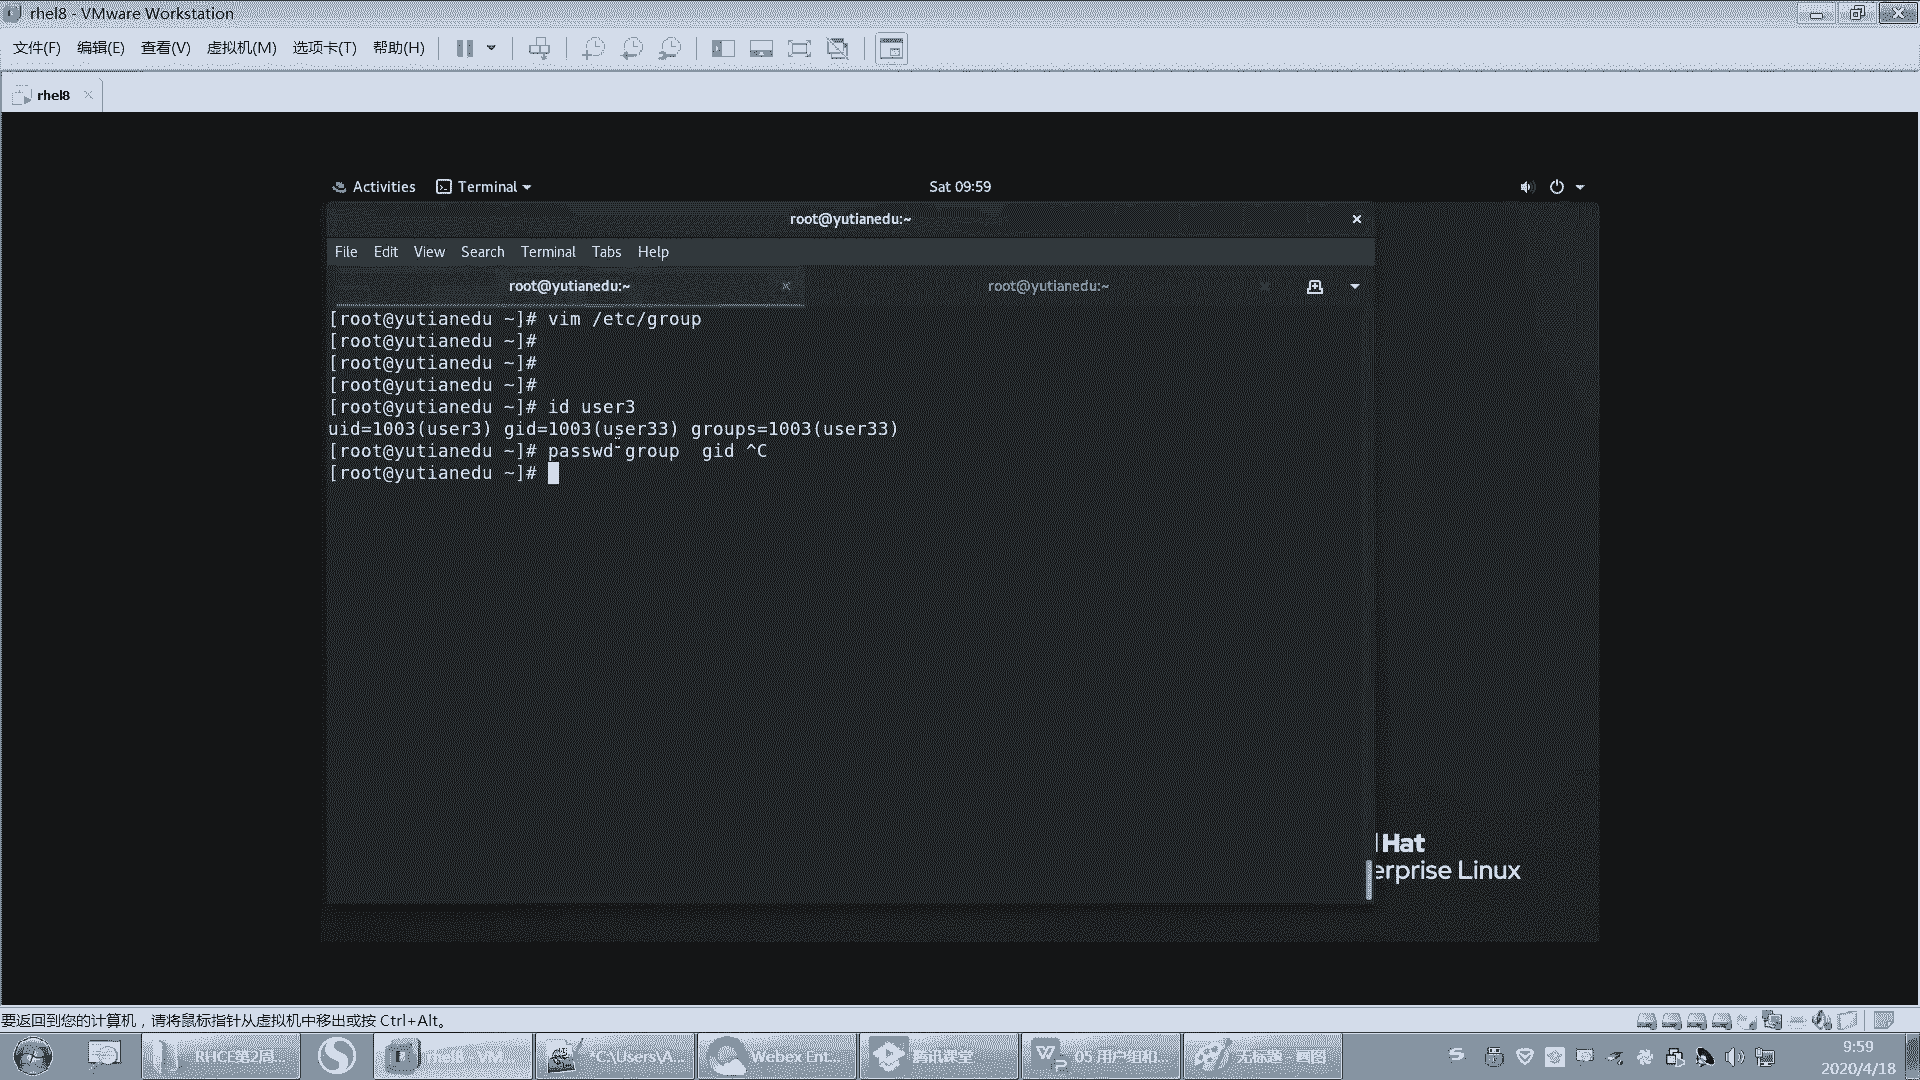 rhel8 - VMware Workstation
文件(F) 编辑(E) 查看(V) 虚拟机(M) 选项卡(T) 帮助(H)
rhel8
Activities Terminal Sat 09:59
root@yutianedu:~
File Edit View Search Terminal Tabs Help
root@yutianedu:~ root@yutianedu:~
[root@yutianedu ~]# vim /etc/group
[root@yutianedu ~]#
[root@yutianedu ~]#
[root@yutianedu ~]#
[root@yutianedu ~]# id user3
uid=1003(user3) gid=1003(user33) groups=1003(user33)
[root@yutianedu ~]# passwd group  gid ^C
[root@yutianedu ~]#
Hat
erprise Linux
要返回到您的计算机，请将鼠标指针从虚拟机中移出或按 Ctrl+Alt。
RHCE第2周... rhel8 - VM... *C:\Users\A... Webex Ent... 腾讯课堂 05 用户组和... 无标题 - 画图 9:59
2020/4/18